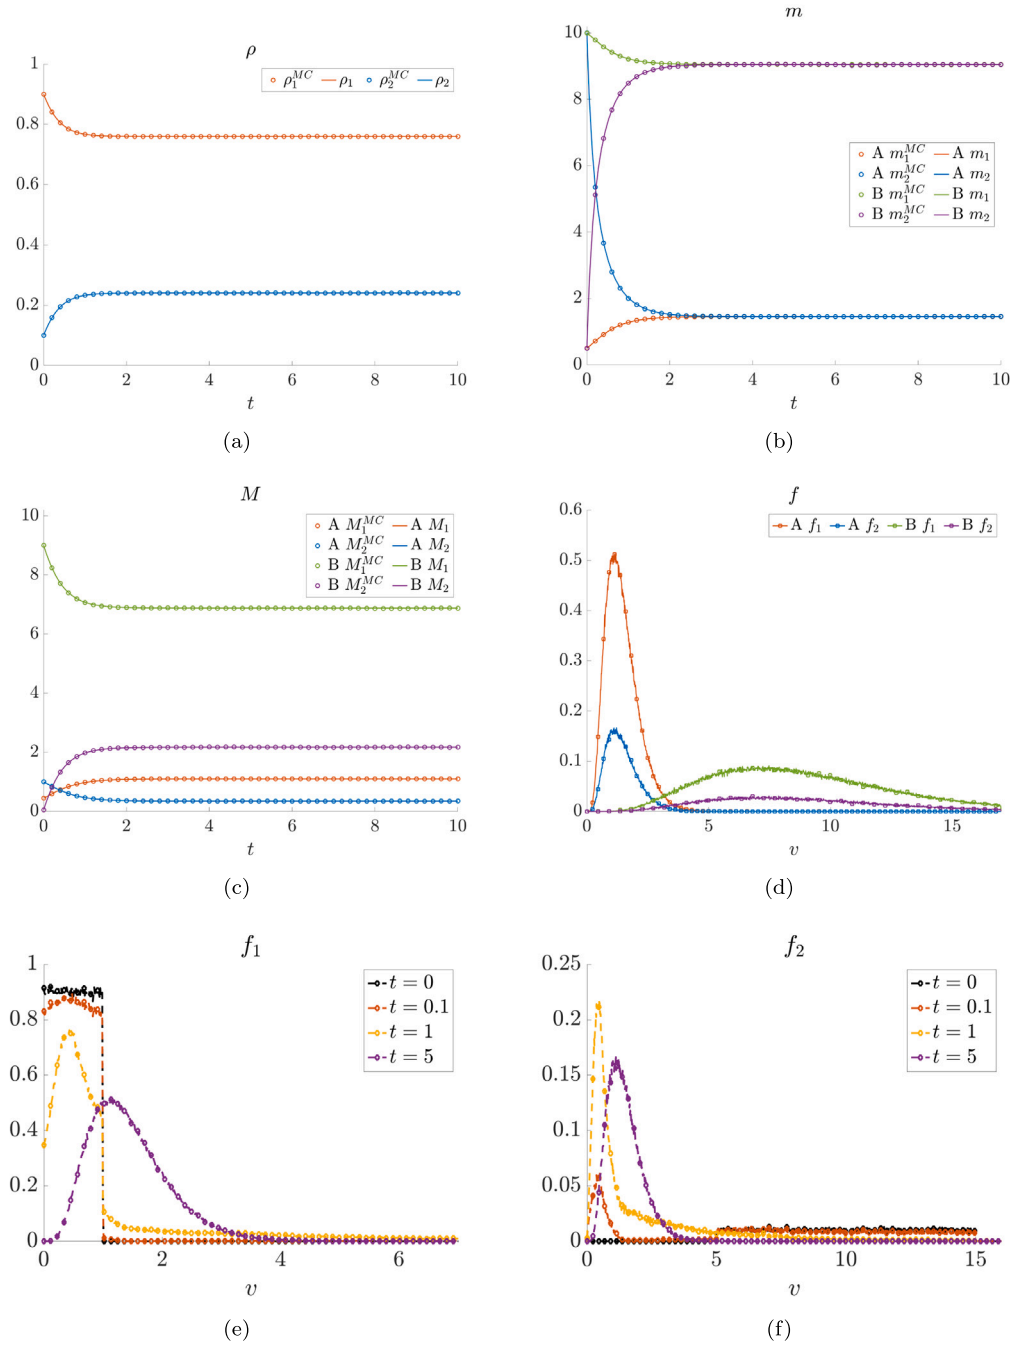 ρ
ρ₁ᴹᶜ ρ₁ ρ₂ᴹᶜ ρ₂
1
0.8
0.6
0.4
0.2
0
0 2 4 6 8 10
t
(a)
m
10
8
6
4
2
0
A m₁ᴹᶜ A m₁
A m₂ᴹᶜ A m₂
B m₁ᴹᶜ B m₁
B m₂ᴹᶜ B m₂
0 2 4 6 8 10
t
(b)
M
10
8
6
4
2
0
A M₁ᴹᶜ A M₁
A M₂ᴹᶜ A M₂
B M₁ᴹᶜ B M₁
B M₂ᴹᶜ B M₂
0 2 4 6 8 10
t
(c)
f
A f₁ A f₂ B f₁ B f₂
0.6
0.5
0.4
0.3
0.2
0.1
0
0 5 10 15
v
(d)
f₁
1
0.8
0.6
0.4
0.2
0
t = 0
t = 0.1
t = 1
t = 5
0 2 4 6
v
(e)
f₂
0.25
0.2
0.15
0.1
0.05
0
t = 0
t = 0.1
t = 1
t = 5
0 5 10 15
v
(f)